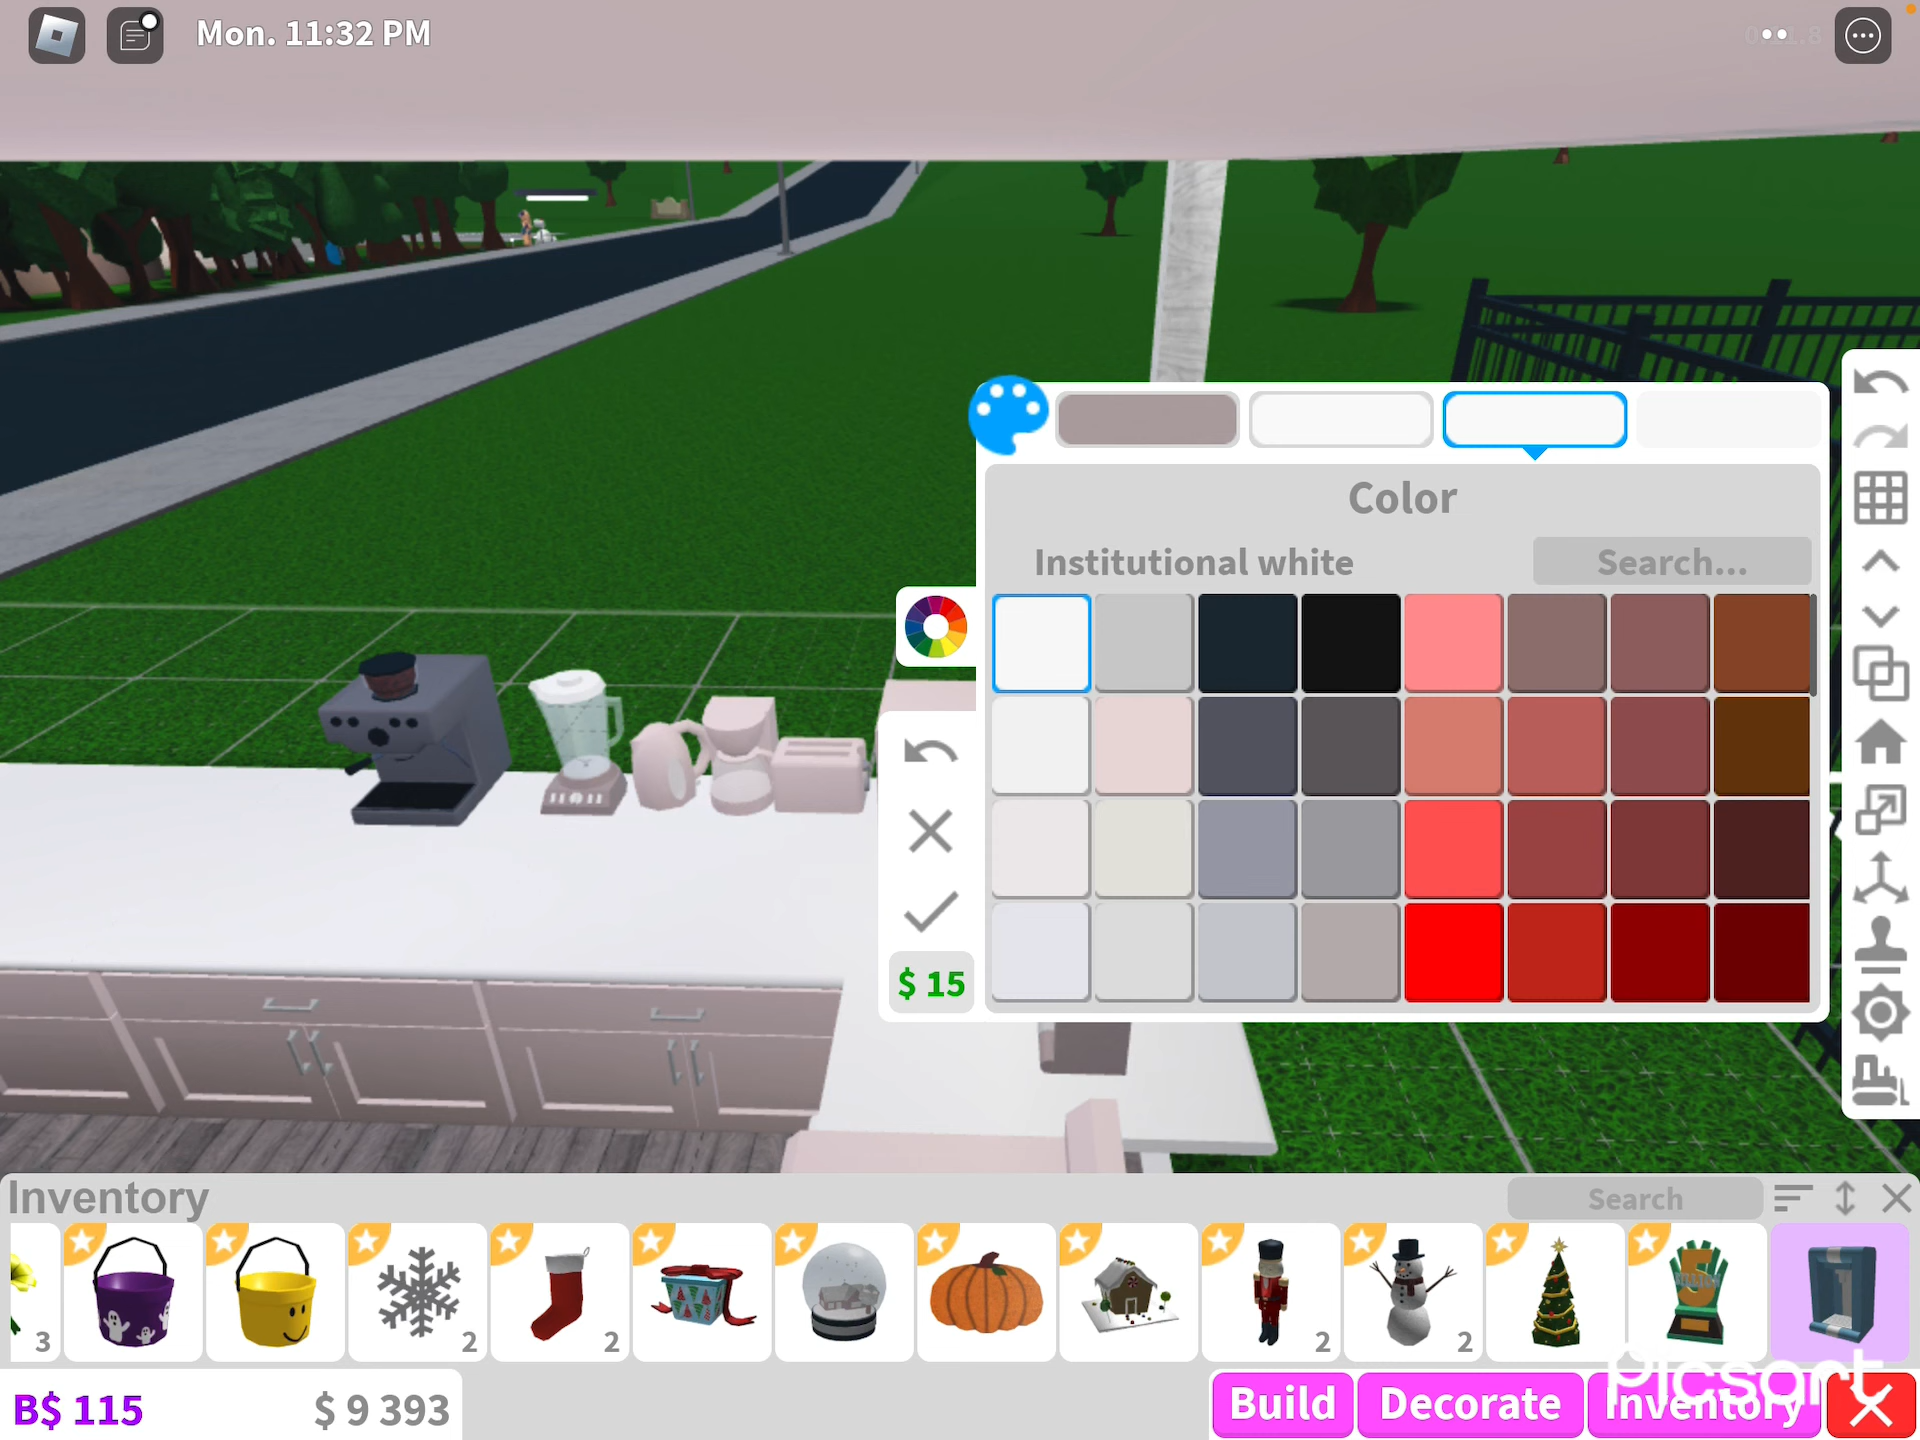 Mon. 11:32 PM
Color
Institutional white
Search...
$ 15
Inventory
Search
3
2
2
2
2
B$ 115
$ 9 393
Build
Decorate
Inventory
picsart